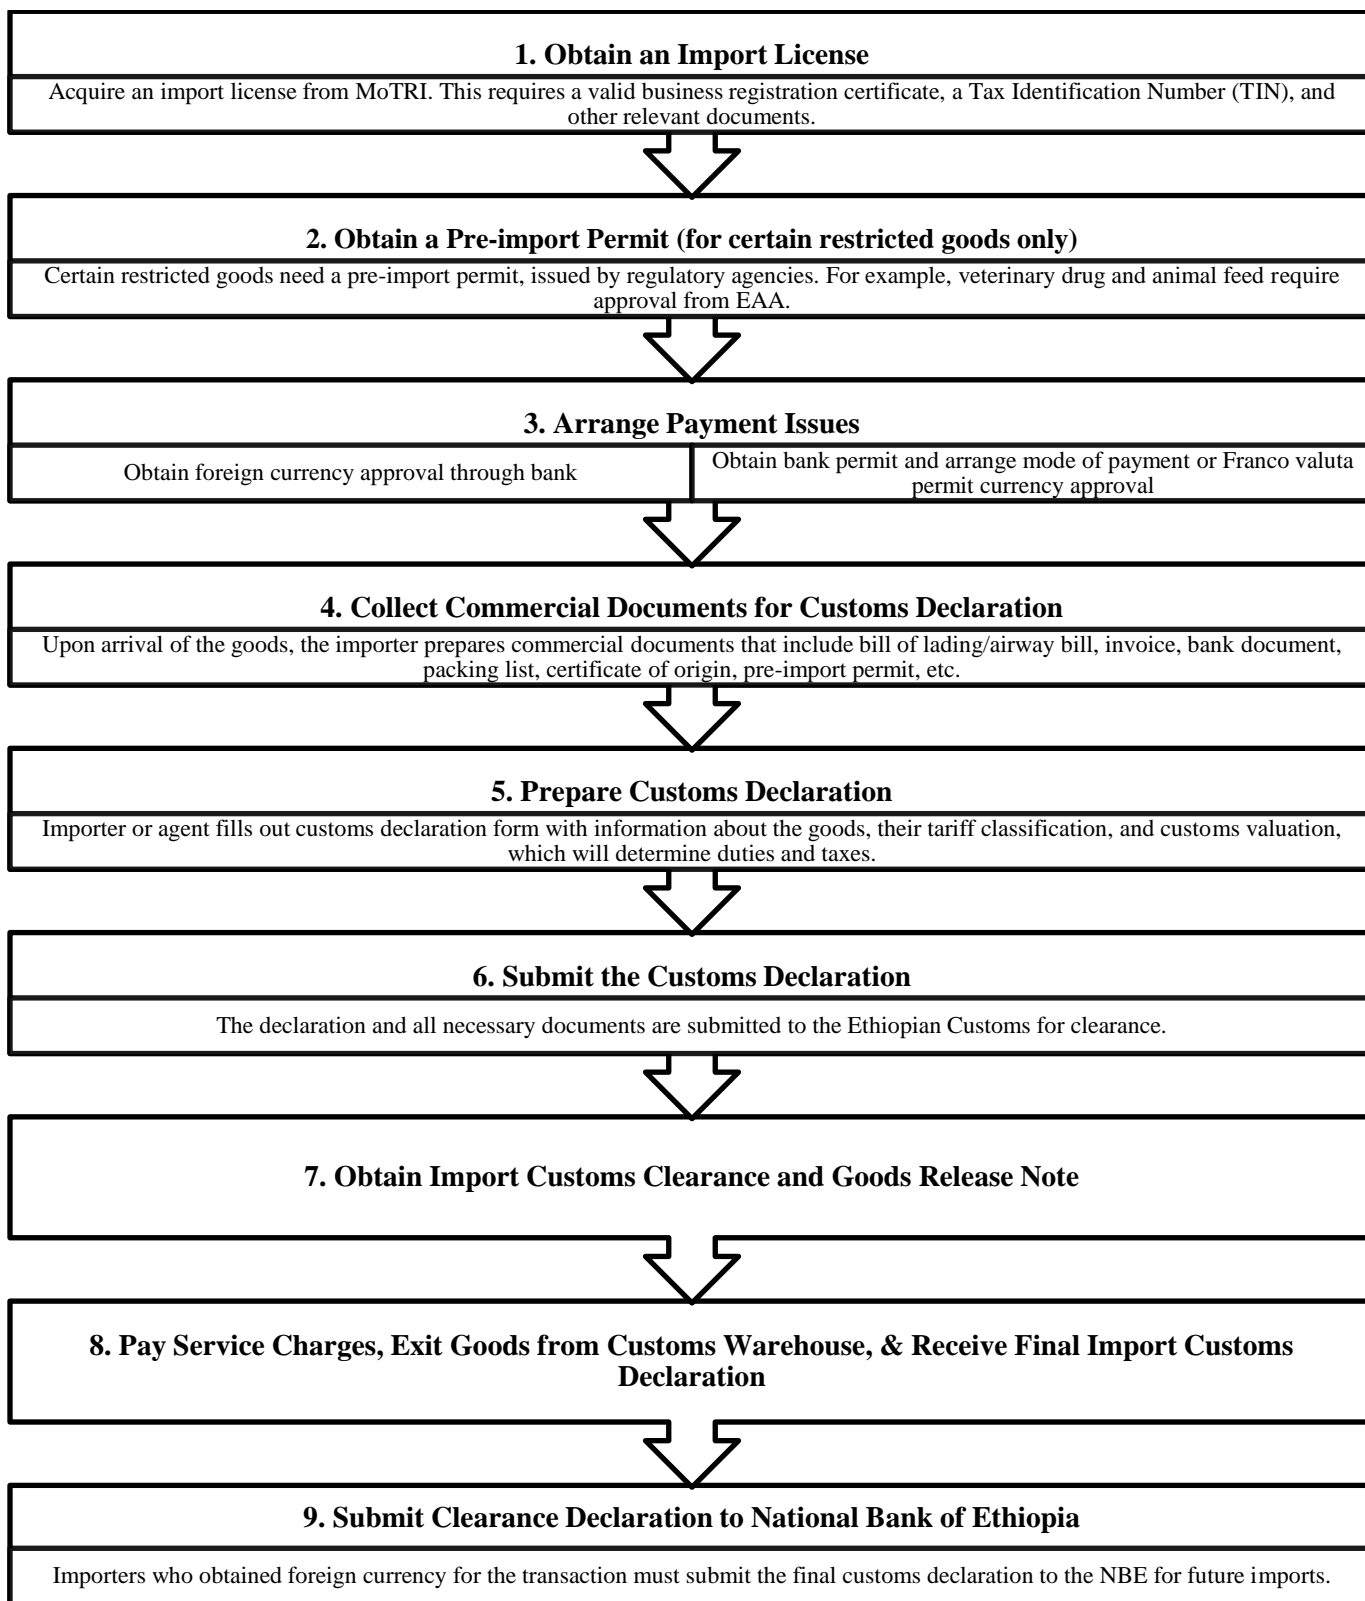 1. Obtain an Import License
Acquire an import license from MoTRI. This requires a valid business registration certificate, a Tax Identification Number (TIN), and
other relevant documents.
2. Obtain a Pre-import Permit (for certain restricted goods only)
Certain restricted goods need a pre-import permit, issued by regulatory agencies. For example, veterinary drug and animal feed require
approval from EAA.
3. Arrange Payment Issues
Obtain foreign currency approval through bank
Obtain bank permit and arrange mode of payment or Franco valuta
permit currency approval
4. Collect Commercial Documents for Customs Declaration
Upon arrival of the goods, the importer prepares commercial documents that include bill of lading/airway bill, invoice, bank document,
packing list, certificate of origin, pre-import permit, etc.
5. Prepare Customs Declaration
Importer or agent fills out customs declaration form with information about the goods, their tariff classification, and customs valuation,
which will determine duties and taxes.
6. Submit the Customs Declaration
The declaration and all necessary documents are submitted to the Ethiopian Customs for clearance.
7. Obtain Import Customs Clearance and Goods Release Note
8. Pay Service Charges, Exit Goods from Customs Warehouse, & Receive Final Import Customs
Declaration
9. Submit Clearance Declaration to National Bank of Ethiopia
Importers who obtained foreign currency for the transaction must submit the final customs declaration to the NBE for future imports.